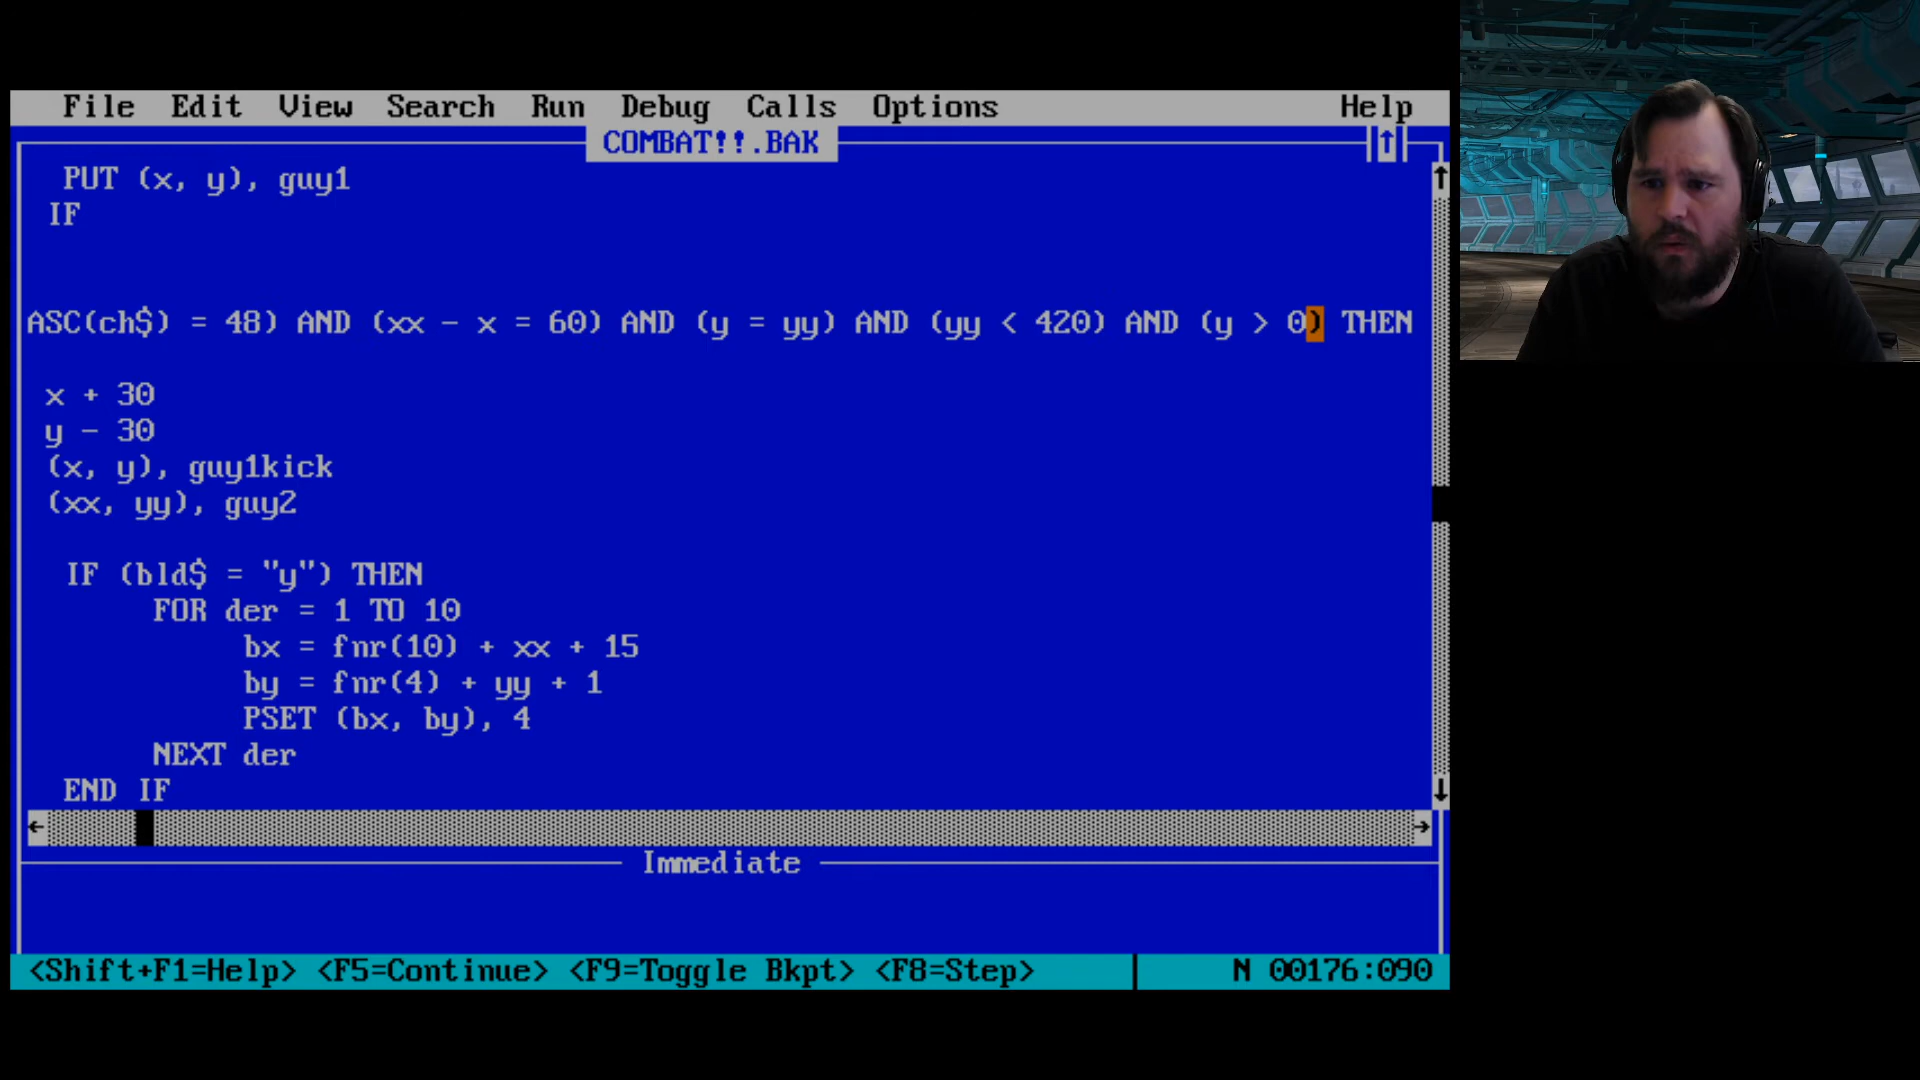 File Edit View Search Run Debug Calls Options Help
COMBAT!!.BAK
PUT (x, y), guy1
IF
ASC(ch$) = 48) AND (xx - x = 60) AND (y = yy) AND (yy < 420) AND (y > 0) THEN
x + 30
y - 30
(x, y), guy1kick
(xx, yy), guy2
IF (bld$ = "y") THEN
FOR der = 1 TO 10
bx = fnr(10) + xx + 15
by = fnr(4) + yy + 1
PSET (bx, by), 4
NEXT der
END IF
Immediate
<Shift+F1=Help> <F5=Continue> <F9=Toggle Bkpt> <F8=Step> N 00176:090